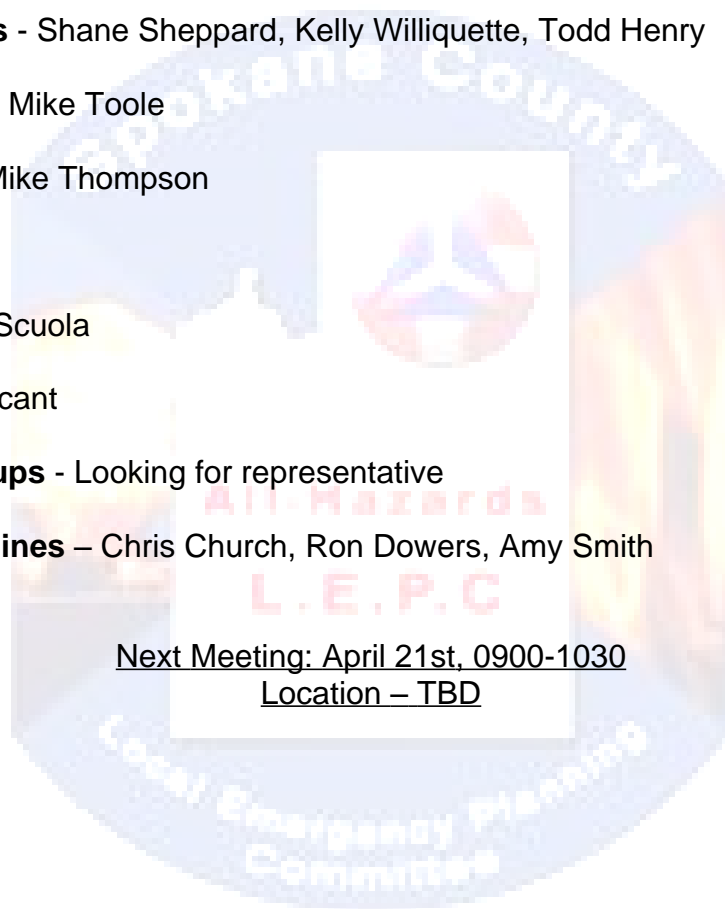 s - Shane Sheppard, Kelly Williquette, Todd Henry
Mike Toole
Mike Thompson
Scuola
cant
ups - Looking for representative
lines – Chris Church, Ron Dowers, Amy Smith
Next Meeting: April 21st, 0900-1030
Location – TBD
Spokane County
All-Hazards
L.E.P.C
Local Emergency Planning
Committee